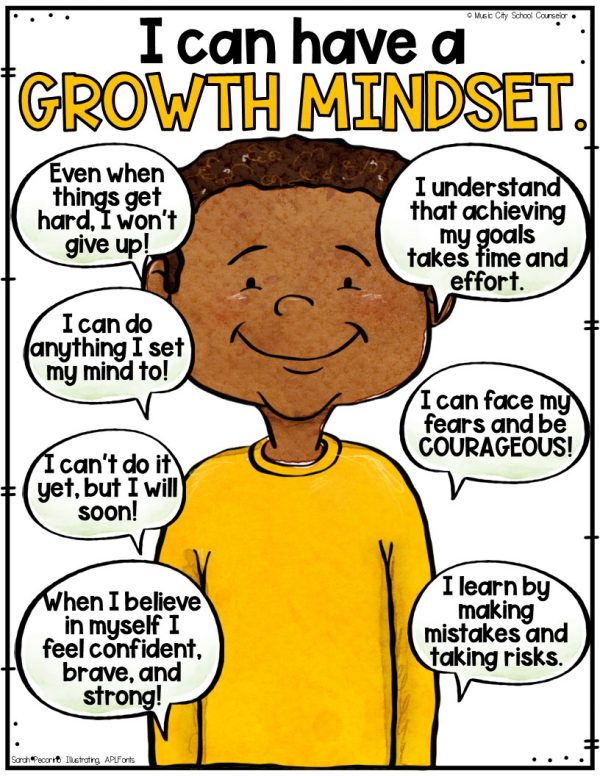 © Music City School Counselor
I can have a
GROWTH MINDSET.
Even when
things get
hard, I won't
give up!
I understand
that achieving
my goals
takes time and
effort.
I can do
anything I set
my mind to!
I can face my
fears and be
COURAGEOUS!
I can't do it
yet, but I will
soon!
When I believe
in myself I
feel confident,
brave, and
strong!
I learn by
making
mistakes and
taking risks.
Sarah Pecorino Illustrating, APLFonts